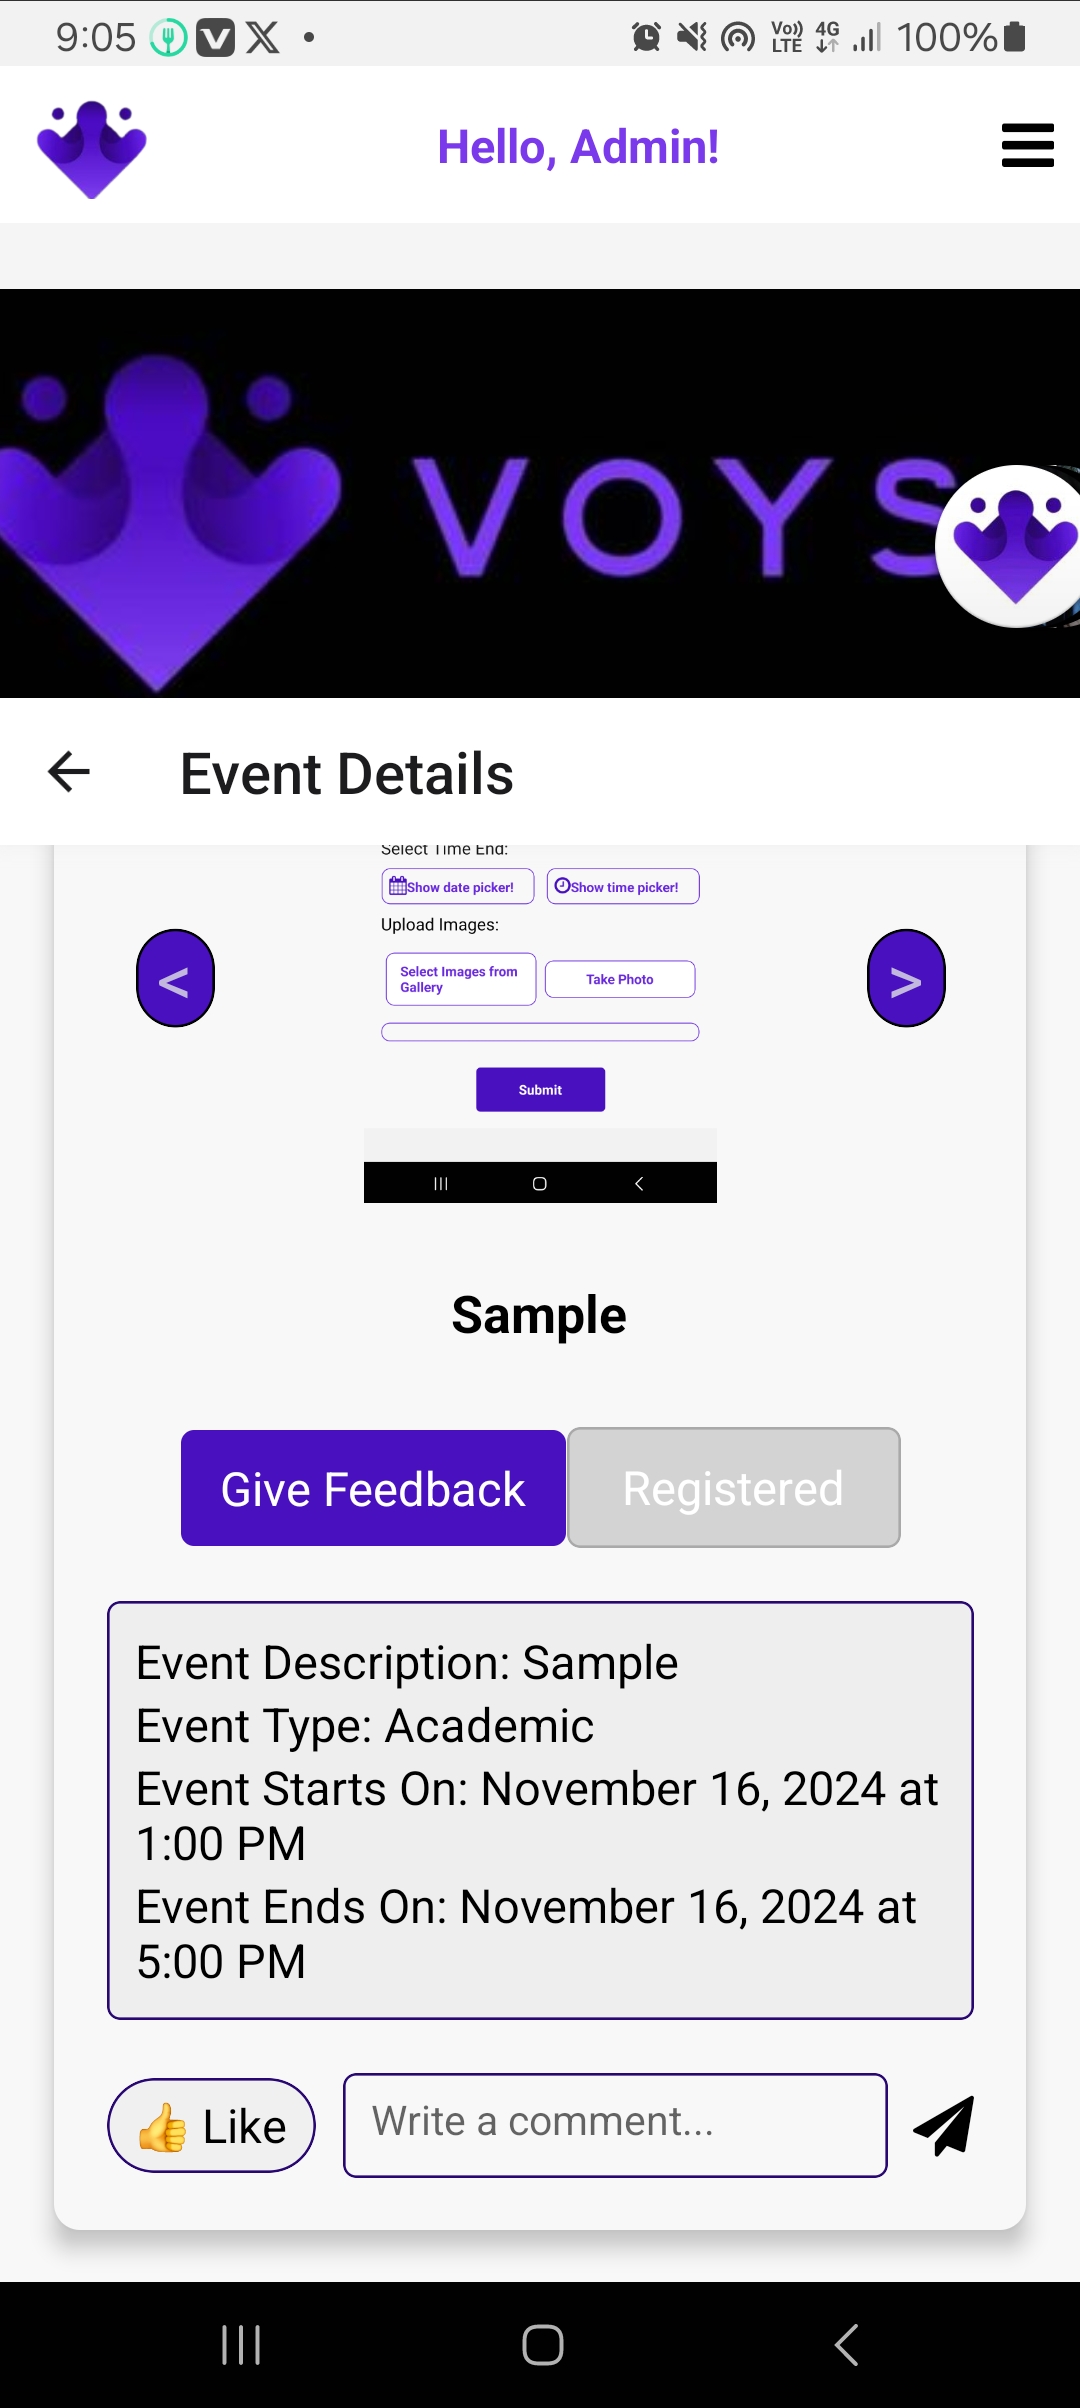 9:05
Vo)) LTE 4G 100%
Hello, Admin!
VOYS
Event Details
Select Time End:
Show date picker! Show time picker!
Upload Images:
Select Images from
Gallery
Take Photo
Submit
< >
Sample
Give Feedback Registered
Event Description: Sample
Event Type: Academic
Event Starts On: November 16, 2024 at
1:00 PM
Event Ends On: November 16, 2024 at
5:00 PM
👍 Like Write a comment...